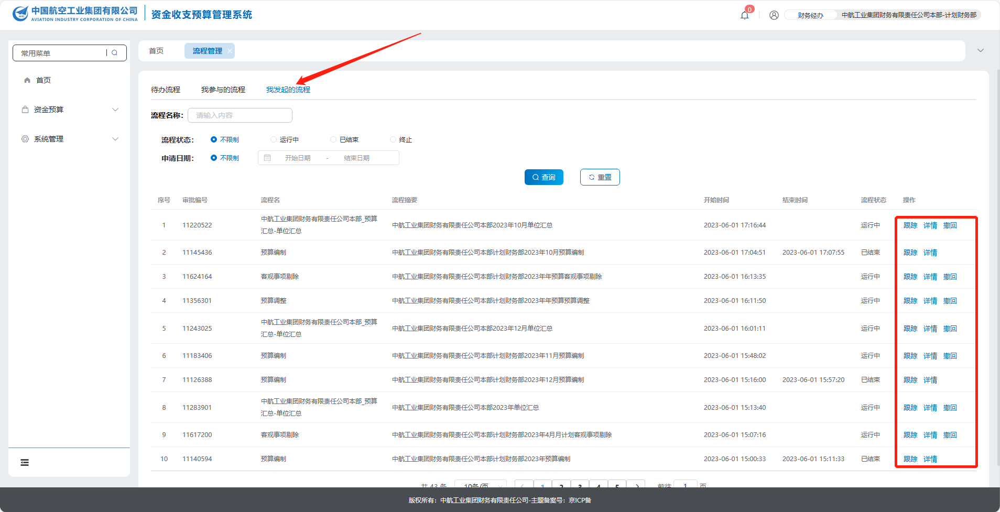 中国航空工业集团有限公司
AVIATION INDUSTRY CORPORATION OF CHINA
资金收支预算管理系统
0
财务经办
中航工业集团财务有限责任公司本部-计划财务部
常用菜单
首页
资金预算
系统管理
首页
流程管理
待办流程 我参与的流程 我发起的流程
流程名称: 请输入内容
流程状态: 不限制 运行中 已结束 终止
申请日期: 不限制 开始日期 - 结束日期
查询 重置
序号 审批编号 流程名 流程摘要 开始时间 结束时间 流程状态 操作
1 11220522 中航工业集团财务有限责任公司本部_预算
汇总-单位汇总 中航工业集团财务有限责任公司本部2023年10月单位汇总 2023-06-01 17:16:44 运行中 跟踪 详情 撤回
2 11145436 预算编制 中航工业集团财务有限责任公司本部计划财务部2023年10月预算编制 2023-06-01 17:04:51 2023-06-01 17:07:55 已结束 跟踪 详情
3 11624164 客观事项剔除 中航工业集团财务有限责任公司本部计划财务部2023年年预算客观事项剔除 2023-06-01 16:13:35 运行中 跟踪 详情 撤回
4 11356301 预算调整 中航工业集团财务有限责任公司本部计划财务部2023年年预算预算调整 2023-06-01 16:11:50 运行中 跟踪 详情 撤回
5 11243025 中航工业集团财务有限责任公司本部_预算
汇总-单位汇总 中航工业集团财务有限责任公司本部2023年12月单位汇总 2023-06-01 16:01:11 运行中 跟踪 详情 撤回
6 11183406 预算编制 中航工业集团财务有限责任公司本部计划财务部2023年11月预算编制 2023-06-01 15:48:02 运行中 跟踪 详情 撤回
7 11126388 预算编制 中航工业集团财务有限责任公司本部计划财务部2023年12月预算编制 2023-06-01 15:16:00 2023-06-01 15:57:20 已结束 跟踪 详情
8 11283901 中航工业集团财务有限责任公司本部_预算
汇总-单位汇总 中航工业集团财务有限责任公司本部2023年单位汇总 2023-06-01 15:13:40 运行中 跟踪 详情 撤回
9 11617200 客观事项剔除 中航工业集团财务有限责任公司本部计划财务部2023年4月月计划客观事项剔除 2023-06-01 15:07:16 运行中 跟踪 详情 撤回
10 11140594 预算编制 中航工业集团财务有限责任公司本部计划财务部2023年预算编制 2023-06-01 15:00:33 2023-06-01 15:11:33 已结束 跟踪 详情
共 43 条 10条/页 1 2 3 4 5 前往 1 页
版权所有: 中航工业集团财务有限责任公司-主题备案号: 京ICP备